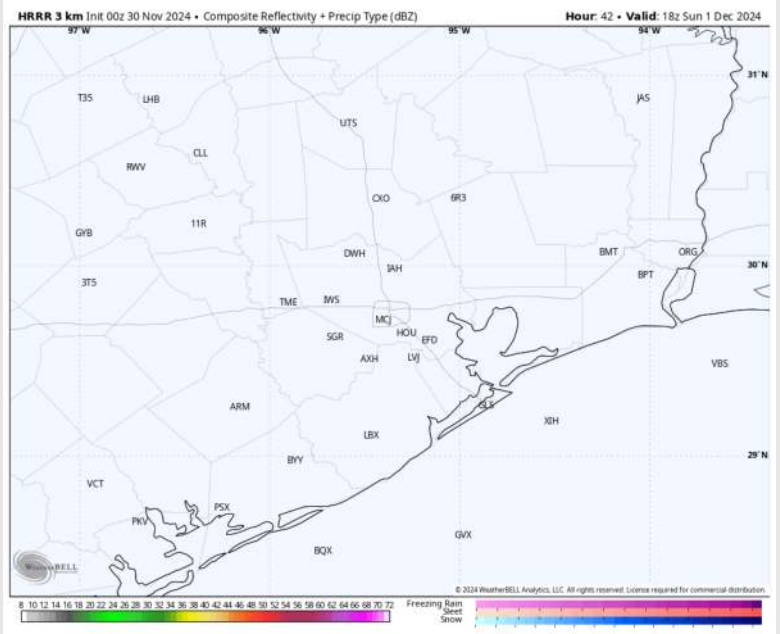 HRRR 3 km Init 00z 30 Nov 2024 • Composite Reflectivity + Precip Type (dBZ) Hour: 42 • Valid: 18z Sun 1 Dec 2024
97°W 96°W 95°W 94°W
31°N
T35 LHB JAS
UTS
CLL
RWV
CXO 6R3
11R
GYB
DWH BMT ORG
IAH 30°N
BPT
3T5
TME IWS
MCJ
SGR HOU EFD
AXH LVJ VBS
GLS
ARM
XIH
LBX
BYY 29°N
VCT
PSX
PKV
GVX
BQX
WEATHERBELL
© 2024 WeatherBELL Analytics, LLC. All rights reserved. License required for commercial distribution.
8 10 12 14 16 18 20 22 24 26 28 30 32 34 36 38 40 42 44 46 48 50 52 53 54 56 58 60 62 64 66 68 70 72
Freezing Rain
Sleet
Snow